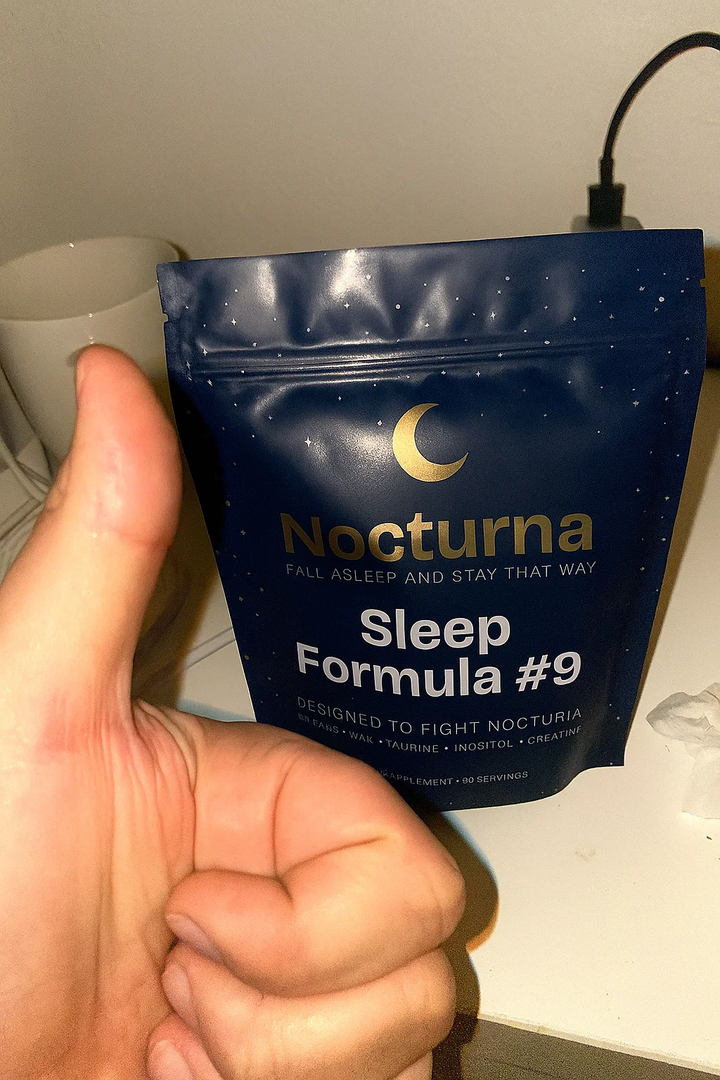 Nocturna
FALL ASLEEP AND STAY THAT WAY
Sleep
Formula #9
DESIGNED TO FIGHT NOCTURIA
• TAURINE • INOSITOL • CREATINE
• 90 SERVINGS